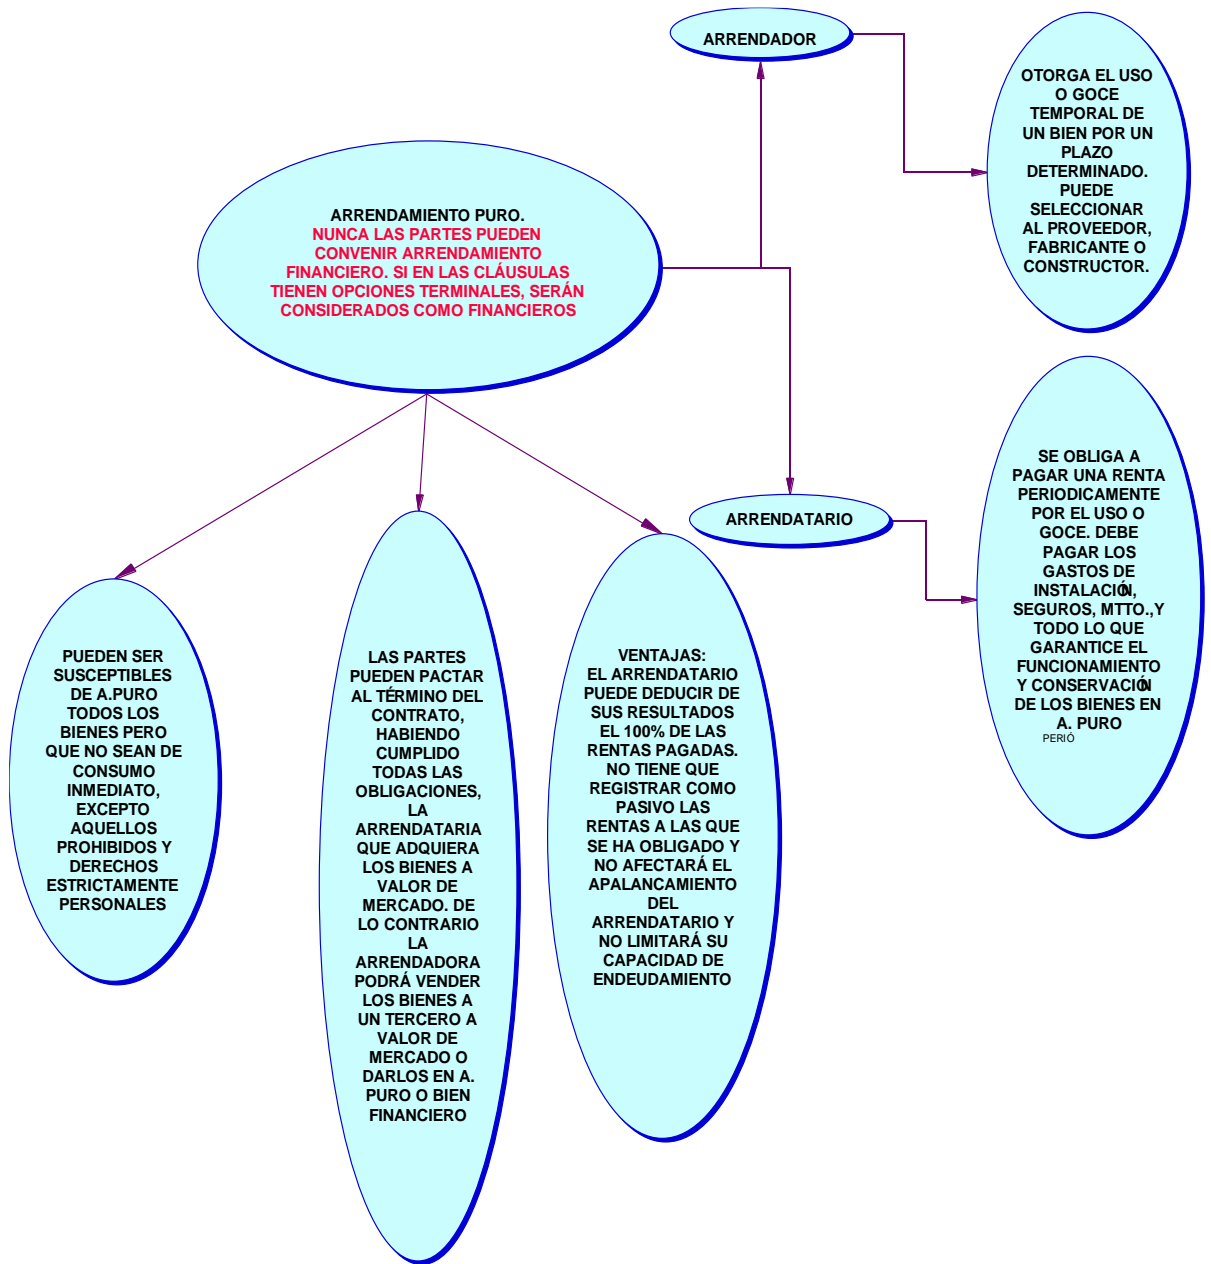 ARRENDADOR
OTORGA EL USO
O GOCE
TEMPORAL DE
UN BIEN POR UN
PLAZO
DETERMINADO.
PUEDE
SELECCIONAR
AL PROVEEDOR,
FABRICANTE O
CONSTRUCTOR.
ARRENDAMIENTO PURO.
NUNCA LAS PARTES PUEDEN
CONVENIR ARRENDAMIENTO
FINANCIERO. SI EN LAS CLÁUSULAS
TIENEN OPCIONES TERMINALES, SERÁN
CONSIDERADOS COMO FINANCIEROS
ARRENDATARIO
SE OBLIGA A
PAGAR UNA RENTA
PERIODICAMENTE
POR EL USO O
GOCE. DEBE
PAGAR LOS
GASTOS DE
INSTALACIÓN,
SEGUROS, MTTO.,Y
TODO LO QUE
GARANTICE EL
FUNCIONAMIENTO
Y CONSERVACIÓN
DE LOS BIENES EN
A. PURO
PERIÓ
PUEDEN SER
SUSCEPTIBLES
DE A.PURO
TODOS LOS
BIENES PERO
QUE NO SEAN DE
CONSUMO
INMEDIATO,
EXCEPTO
AQUELLOS
PROHIBIDOS Y
DERECHOS
ESTRICTAMENTE
PERSONALES
LAS PARTES
PUEDEN PACTAR
AL TÉRMINO DEL
CONTRATO,
HABIENDO
CUMPLIDO
TODAS LAS
OBLIGACIONES,
LA
ARRENDATARIA
QUE ADQUIERA
LOS BIENES A
VALOR DE
MERCADO. DE
LO CONTRARIO
LA
ARRENDADORA
PODRÁ VENDER
LOS BIENES A
UN TERCERO A
VALOR DE
MERCADO O
DARLOS EN A.
PURO O BIEN
FINANCIERO
VENTAJAS:
EL ARRENDATARIO
PUEDE DEDUCIR DE
SUS RESULTADOS
EL 100% DE LAS
RENTAS PAGADAS.
NO TIENE QUE
REGISTRAR COMO
PASIVO LAS
RENTAS A LAS QUE
SE HA OBLIGADO Y
NO AFECTARÁ EL
APALANCAMIENTO
DEL
ARRENDATARIO Y
NO LIMITARÁ SU
CAPACIDAD DE
ENDEUDAMIENTO